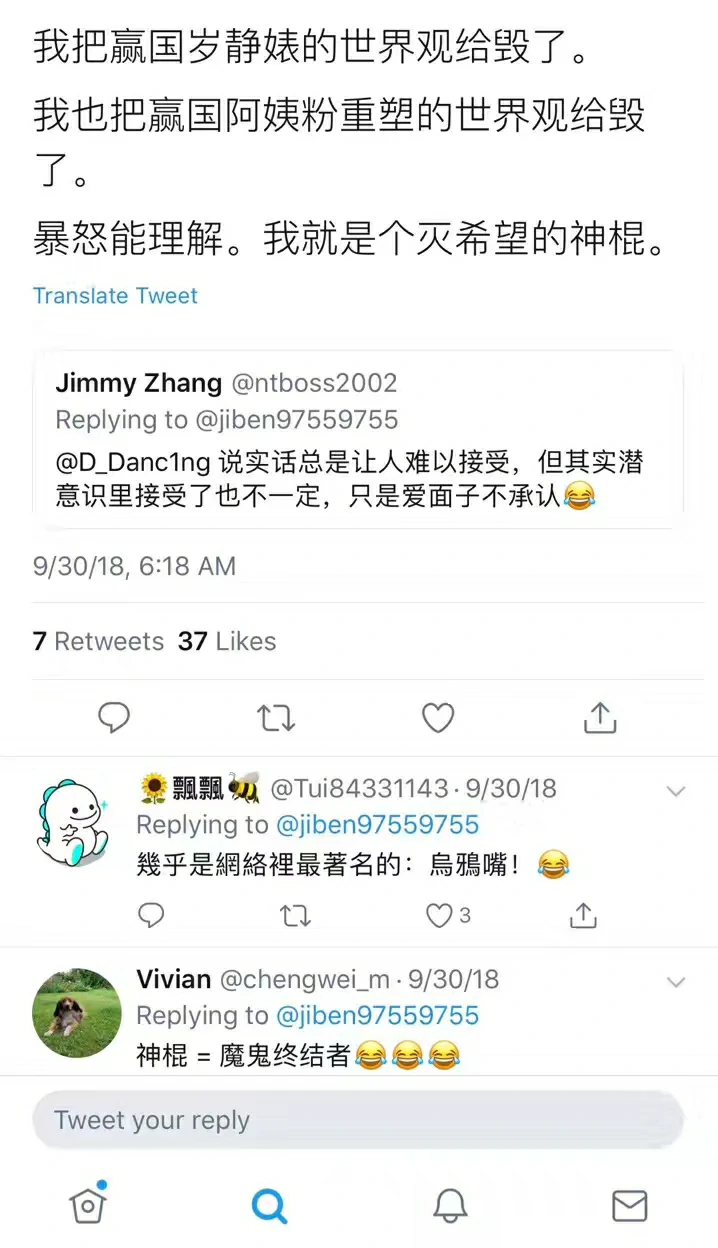 我把赢国岁静婊的世界观给毁了。
我也把赢国阿姨粉重塑的世界观给毁
了。
暴怒能理解。我就是个灭希望的神棍。
Translate Tweet
Jimmy Zhang @ntboss2002
Replying to @jiben97559755
@D_Danc1ng 说实话总是让人难以接受，但其实潜
意识里接受了也不一定，只是爱面子不承认😂
9/30/18, 6:18 AM
7 Retweets 37 Likes
🌻飄飄🐝 @Tui84331143 · 9/30/18
Replying to @jiben97559755
幾乎是網絡裡最著名的：烏鴉嘴！😂
3
Vivian @chengwei_m · 9/30/18
Replying to @jiben97559755
神棍 = 魔鬼终结者😂😂😂
Tweet your reply